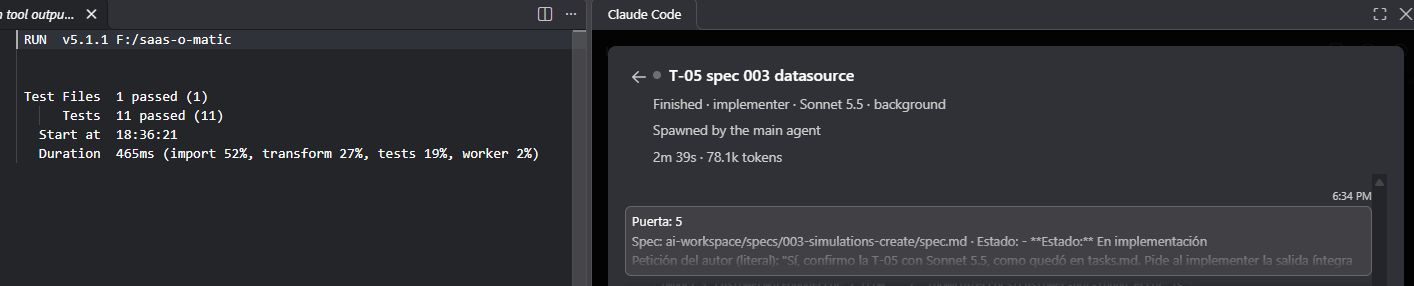 n tool outpu...
RUN v5.1.1 F:/saas-o-matic
Test Files 1 passed (1)
Tests 11 passed (11)
Start at 18:36:21
Duration 465ms (import 52%, transform 27%, tests 19%, worker 2%)
Claude Code
T-05 spec 003 datasource
Finished · implementer · Sonnet 5.5 · background
Spawned by the main agent
2m 39s · 78.1k tokens
6:34 PM
Puerta: 5
Spec: ai-workspace/specs/003-simulations-create/spec.md · Estado: - **Estado:** En implementación
Petición del autor (literal): "Sí, confirmo la T-05 con Sonnet 5.5, como quedó en tasks.md. Pide al implementer la salida íntegra